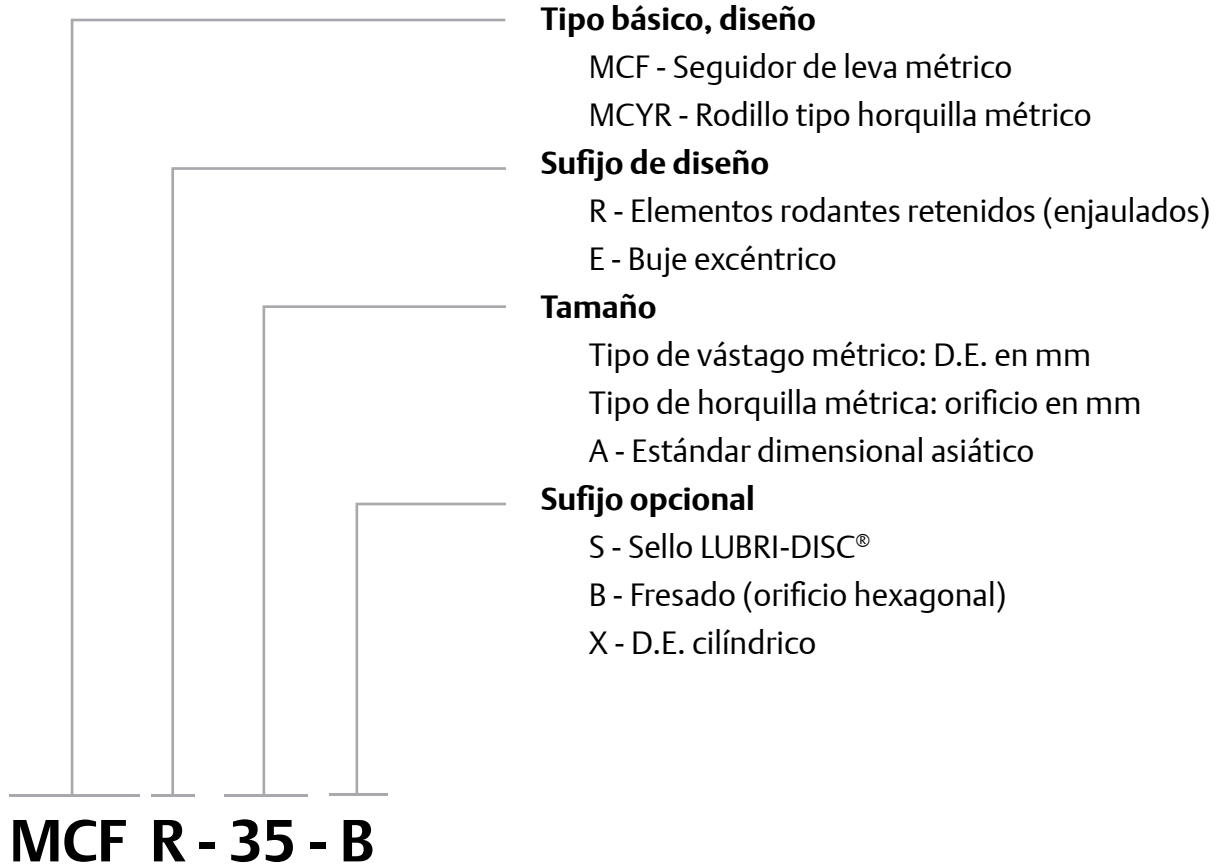 Tipo básico, diseño
MCF - Seguidor de leva métrico
MCYR - Rodillo tipo horquilla métrico
Sufijo de diseño
R - Elementos rodantes retenidos (enjaulados)
E - Buje excéntrico
Tamaño
Tipo de vástago métrico: D.E. en mm
Tipo de horquilla métrica: orificio en mm
A - Estándar dimensional asiático
Sufijo opcional
S - Sello LUBRI-DISC®
B - Fresado (orificio hexagonal)
X - D.E. cilíndrico
MCF R - 35 - B